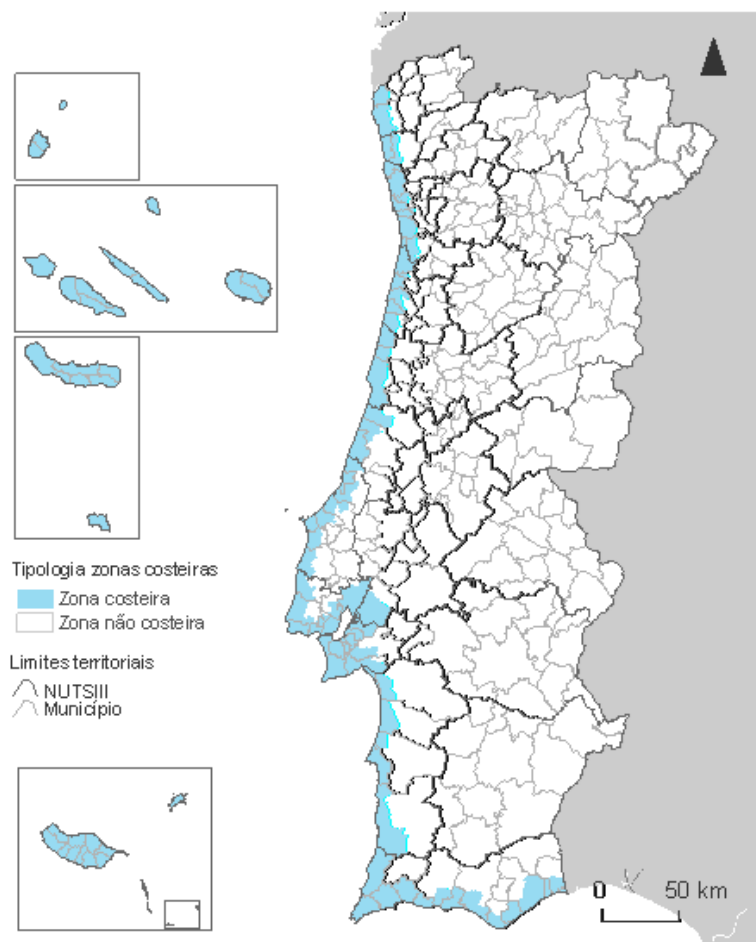 Tipologia zonas costeiras
Zona costeira
Zona não costeira
Limites territoriais
NUTSIII
Município
0 50 km